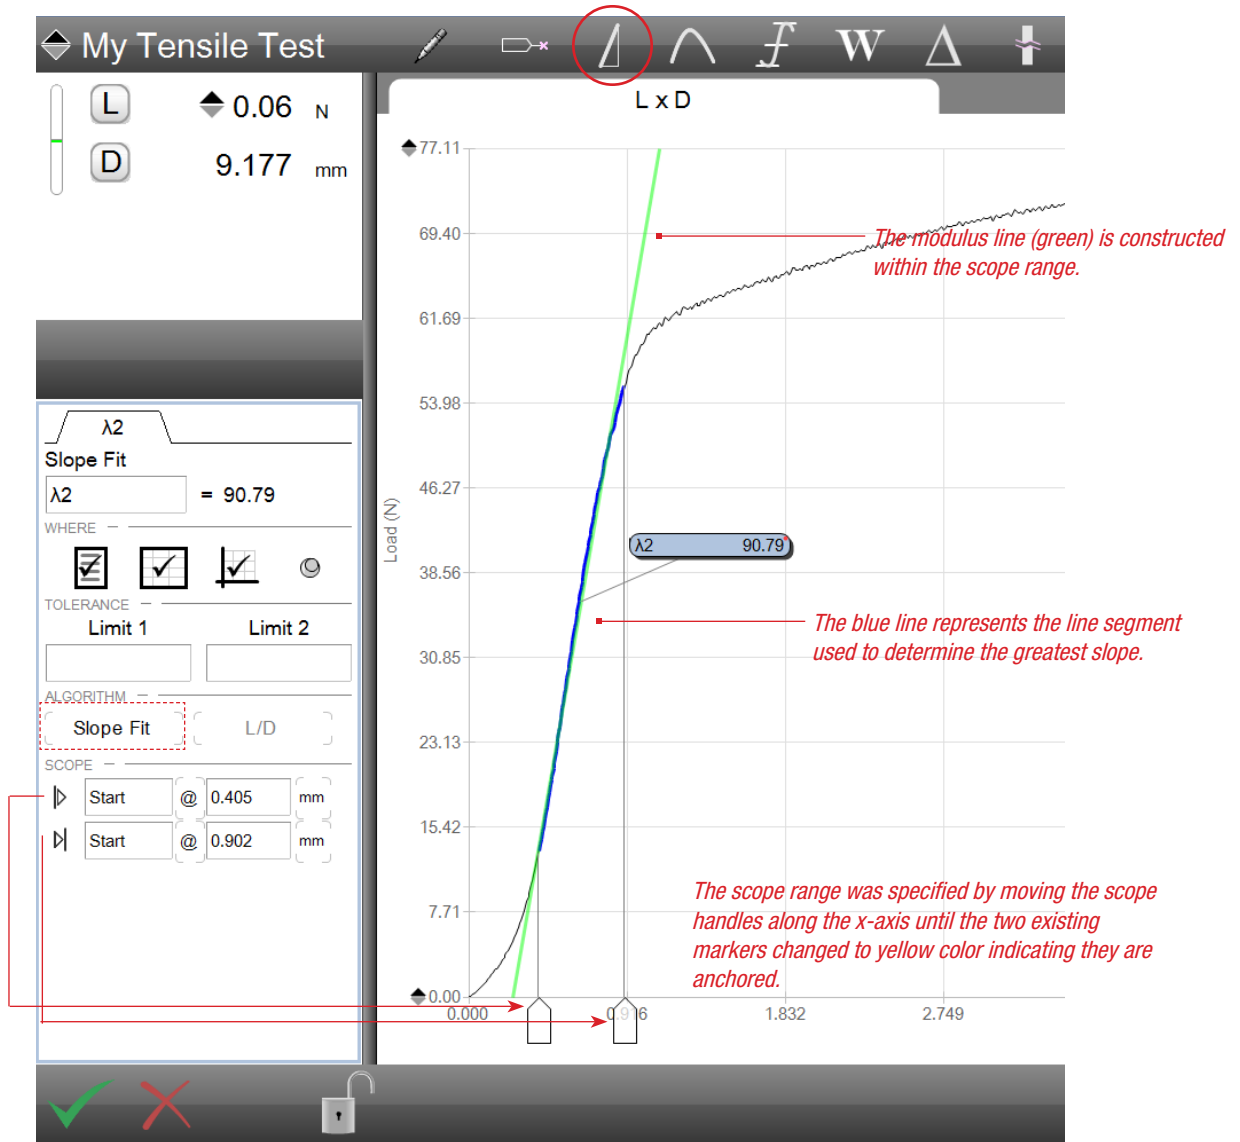 My Tensile Test
W
L 0.06 N
D 9.177 mm
L x D
77.11
69.40
61.69
53.98
46.27
38.56
30.85
23.13
15.42
7.71
0.00
Load (N)
0.000 0.916 1.832 2.749
The modulus line (green) is constructed
within the scope range.
λ2 90.79
The blue line represents the line segment
used to determine the greatest slope.
The scope range was specified by moving the scope
handles along the x-axis until the two existing
markers changed to yellow color indicating they are
anchored.
λ2
Slope Fit
λ2 = 90.79
WHERE
TOLERANCE
Limit 1 Limit 2
ALGORITHM
Slope Fit L/D
SCOPE
Start @ 0.405 mm
Start @ 0.902 mm